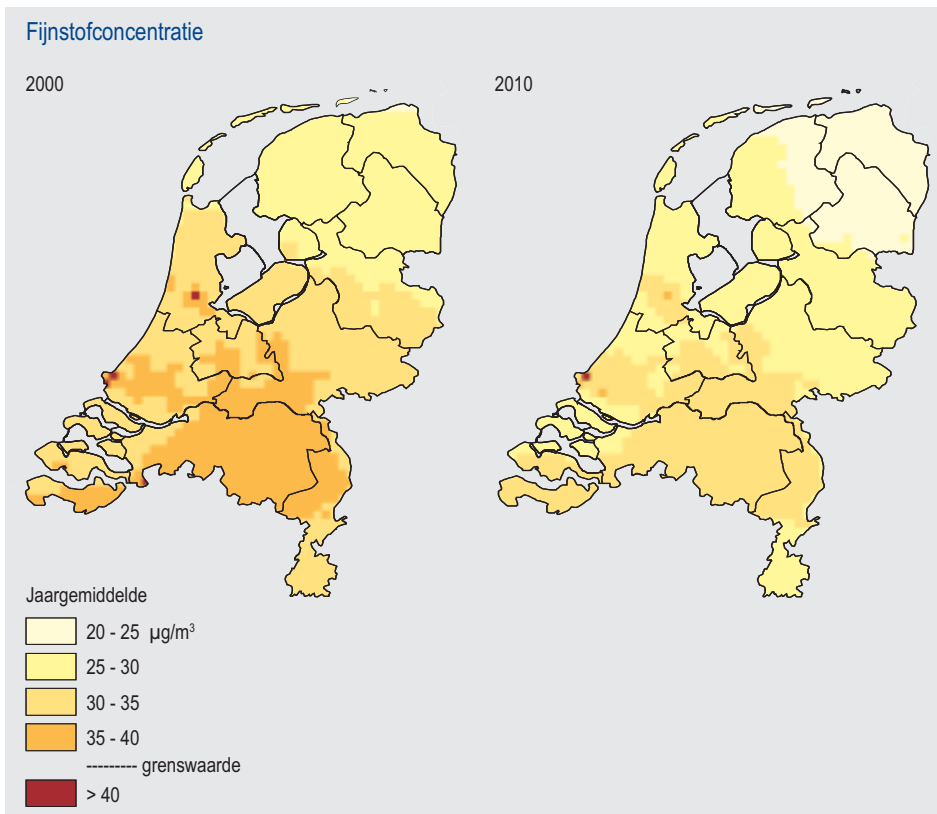 Fijnstofconcentratie
2000
2010
Jaargemiddelde
20 - 25 µg/m³
25 - 30
30 - 35
35 - 40
--------- grenswaarde
> 40